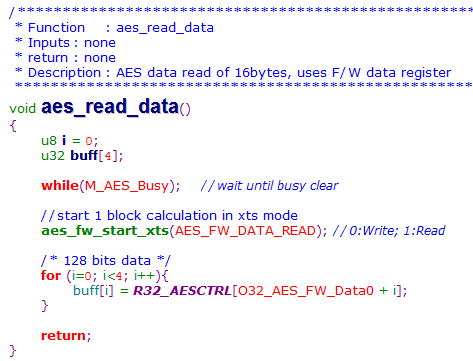 /****************************************************
* Function : aes_read_data
* Inputs : none
* return : none
* Description : AES data read of 16bytes, uses F/W data register
****************************************************
void aes_read_data()
{
u8 i = 0;
u32 buff[4];
while(M_AES_Busy); //wait until busy clear
//start 1 block calculation in xts mode
aes_fw_start_xts(AES_FW_DATA_READ); //0:Write; 1:Read
/* 128 bits data */
for (i=0; i<4; i++){
buff[i] = R32_AESCTRL[O32_AES_FW_Data0 + i];
}
return;
}